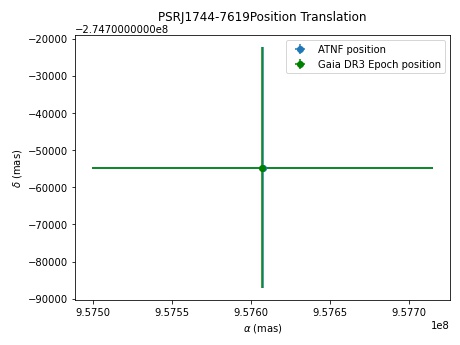 PSRJ1744-7619Position Translation
−2.7470000000e8
ATNF position
Gaia DR3 Epoch position
−20000
−30000
−40000
−50000
−60000
−70000
−80000
−90000
δ (mas)
9.5750 9.5755 9.5760 9.5765 9.5770
1e8
α (mas)